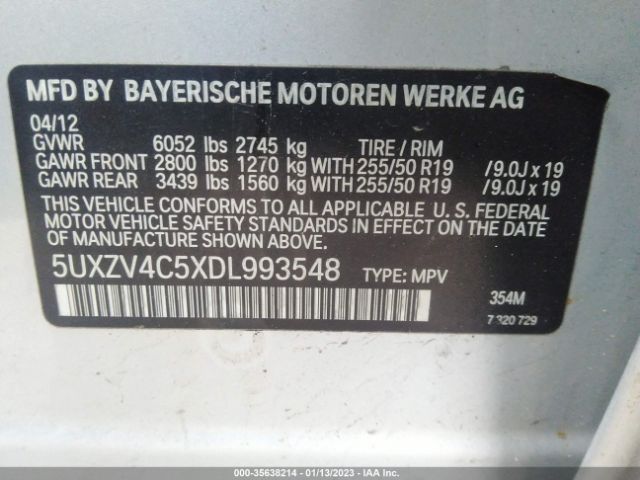 MFD BY BAYERISCHE MOTOREN WERKE AG
04/12
GVWR 6052 lbs 2745 kg TIRE / RIM
GAWR FRONT 2800 lbs 1270 kg WITH 255/50 R19 /9.0J x 19
GAWR REAR 3439 lbs 1560 kg WITH 255/50 R19 /9.0J x 19
THIS VEHICLE CONFORMS TO ALL APPLICABLE U. S. FEDERAL
MOTOR VEHICLE SAFETY STANDARDS IN EFFECT ON THE DATE
OF MANUFACTURE SHOWN ABOVE.
5UXZV4C5XDL993548 TYPE: MPV
354M
7 320 729
000-35638214 - 01/13/2023 - IAA Inc.